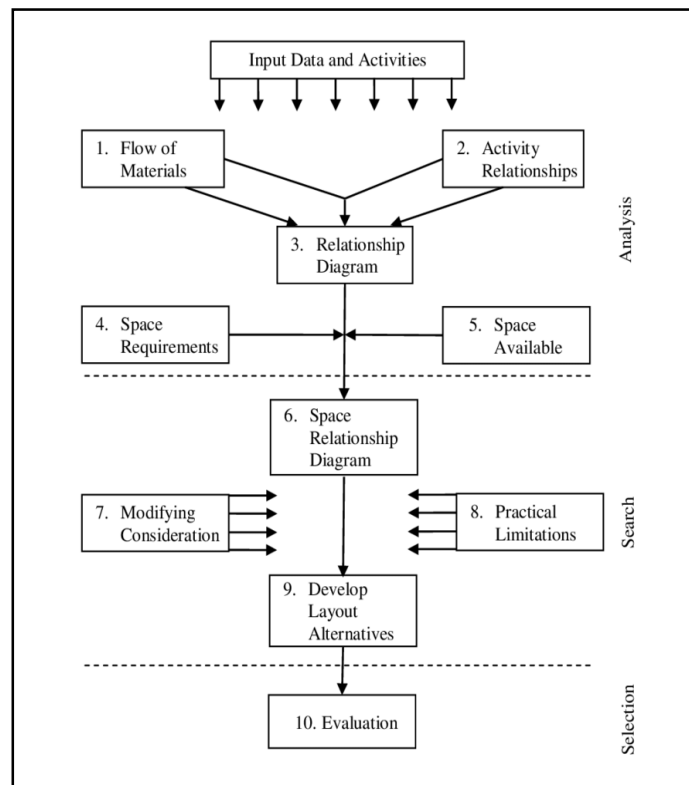 Input Data and Activities
1. Flow of
Materials
2. Activity
Relationships
3. Relationship
Diagram
Analysis
4. Space
Requirements
5. Space
Available
6. Space
Relationship
Diagram
7. Modifying
Consideration
8. Practical
Limitations
Search
9. Develop
Layout
Alternatives
10. Evaluation
Selection